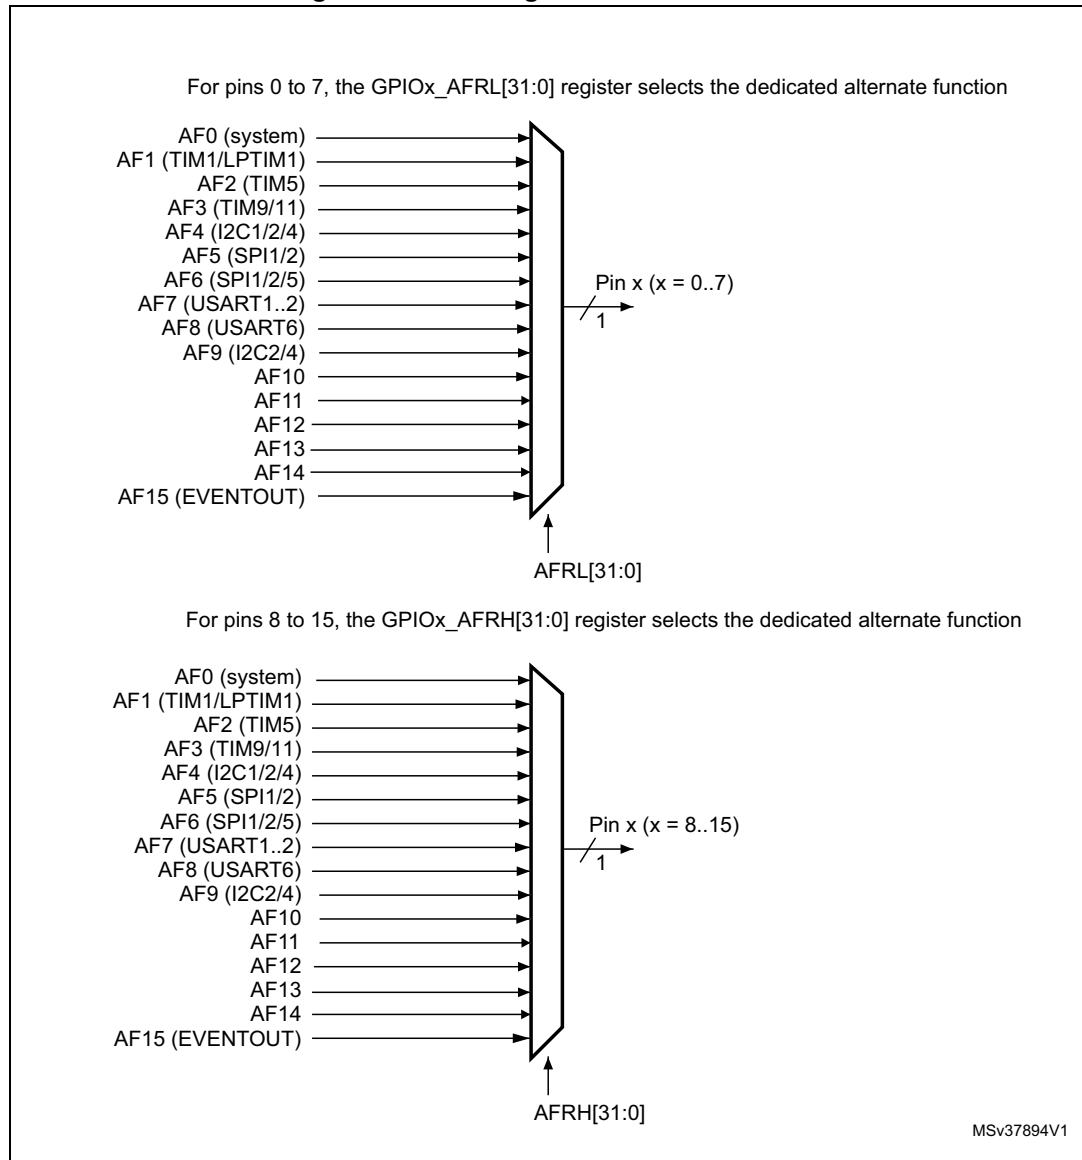 For pins 0 to 7, the GPIOx_AFRL[31:0] register selects the dedicated alternate function
AF0 (system)
AF1 (TIM1/LPTIM1)
AF2 (TIM5)
AF3 (TIM9/11)
AF4 (I2C1/2/4)
AF5 (SPI1/2)
AF6 (SPI1/2/5)
AF7 (USART1..2)
AF8 (USART6)
AF9 (I2C2/4)
AF10
AF11
AF12
AF13
AF14
AF15 (EVENTOUT)
Pin x (x = 0..7)
1
AFRL[31:0]
For pins 8 to 15, the GPIOx_AFRH[31:0] register selects the dedicated alternate function
AF0 (system)
AF1 (TIM1/LPTIM1)
AF2 (TIM5)
AF3 (TIM9/11)
AF4 (I2C1/2/4)
AF5 (SPI1/2)
AF6 (SPI1/2/5)
AF7 (USART1..2)
AF8 (USART6)
AF9 (I2C2/4)
AF10
AF11
AF12
AF13
AF14
AF15 (EVENTOUT)
Pin x (x = 8..15)
1
AFRH[31:0]
MSv37894V1